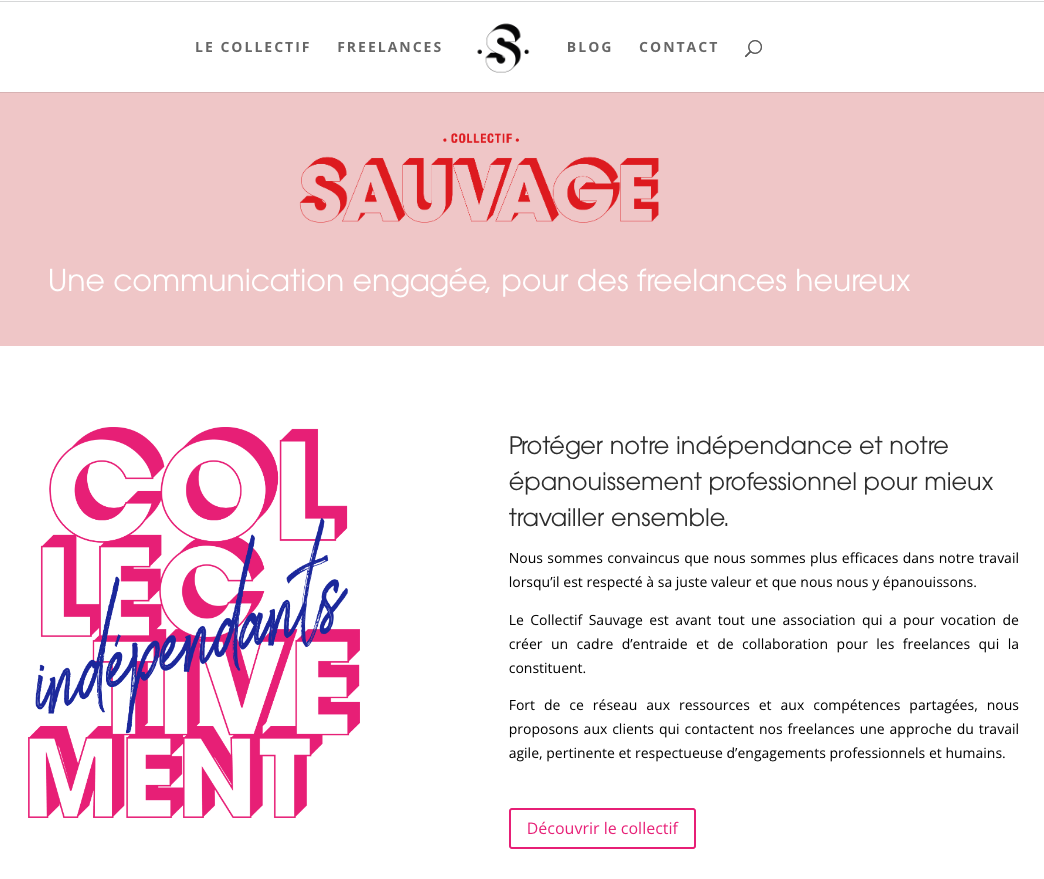 LE COLLECTIF FREELANCES ·S· BLOG CONTACT
· COLLECTIF ·
SAUVAGE
Une communication engagée, pour des freelances heureux
COL
LEC
TIVE
MENT
indépendants
Protéger notre indépendance et notre
épanouissement professionnel pour mieux
travailler ensemble.
Nous sommes convaincus que nous sommes plus efficaces dans notre travail
lorsqu’il est respecté à sa juste valeur et que nous nous y épanouissons.
Le Collectif Sauvage est avant tout une association qui a pour vocation de
créer un cadre d’entraide et de collaboration pour les freelances qui la
constituent.
Fort de ce réseau aux ressources et aux compétences partagées, nous
proposons aux clients qui contactent nos freelances une approche du travail
agile, pertinente et respectueuse d’engagements professionnels et humains.
Découvrir le collectif